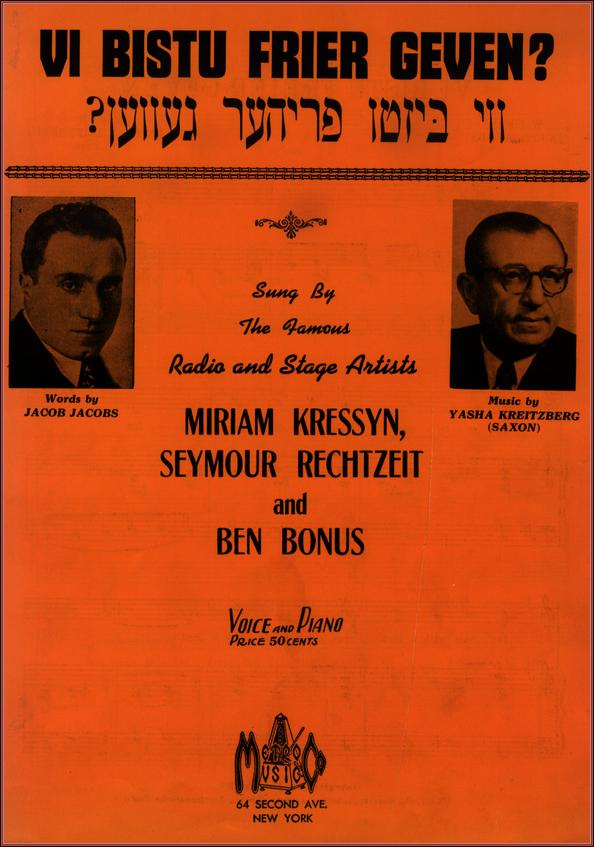 VI BISTU FRIER GEVEN?
ווי ביזטו פריהער געווען?
Sung By
The Famous
Radio and Stage Artists
Words by
JACOB JACOBS
Music by
YASHA KREITZBERG
(SAXON)
MIRIAM KRESSYN,
SEYMOUR RECHTZEIT
and
BEN BONUS
VOICE AND PIANO
PRICE 50 CENTS
METRO
MUSIC CO
64 SECOND AVE.
NEW YORK